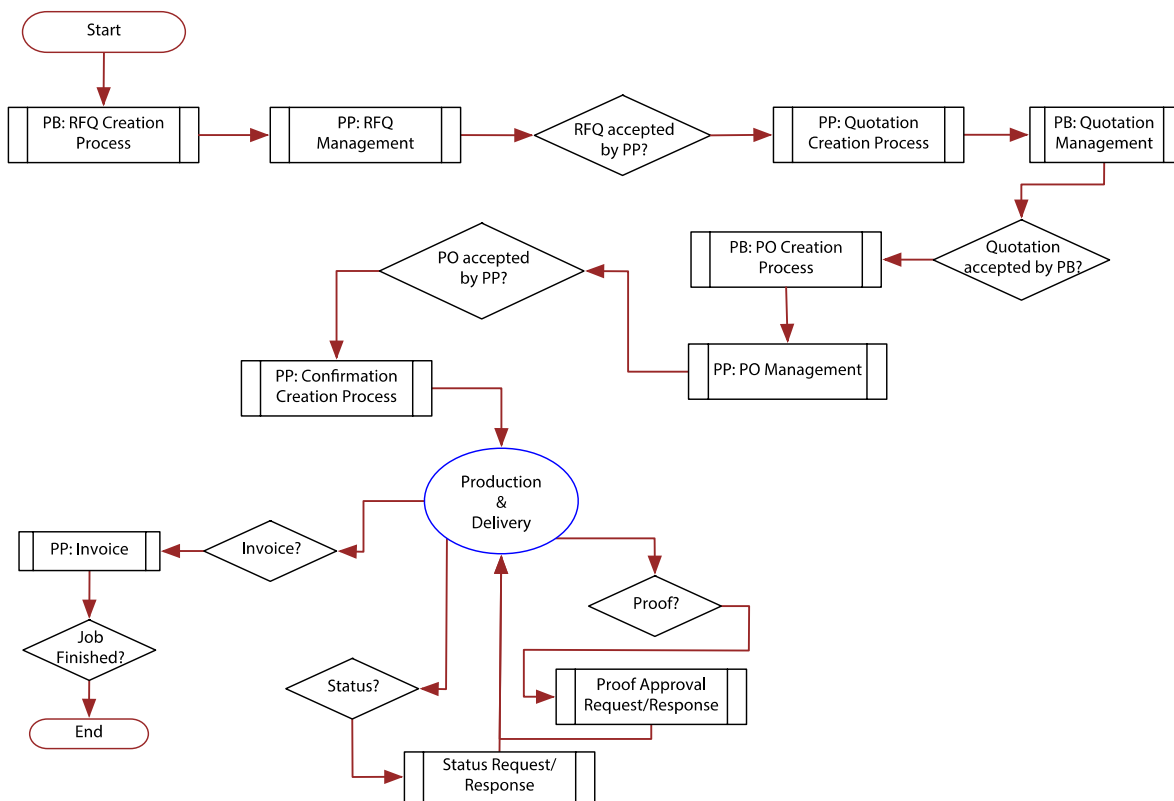 Start
PB: RFQ Creation
Process
PP: RFQ
Management
RFQ accepted
by PP?
PP: Quotation
Creation Process
PB: Quotation
Management
Quotation
accepted by PB?
PB: PO Creation
Process
PP: PO Management
PO accepted
by PP?
PP: Confirmation
Creation Process
Production
&
Delivery
Invoice?
PP: Invoice
Job
Finished?
End
Proof?
Proof Approval
Request/Response
Status?
Status Request/
Response